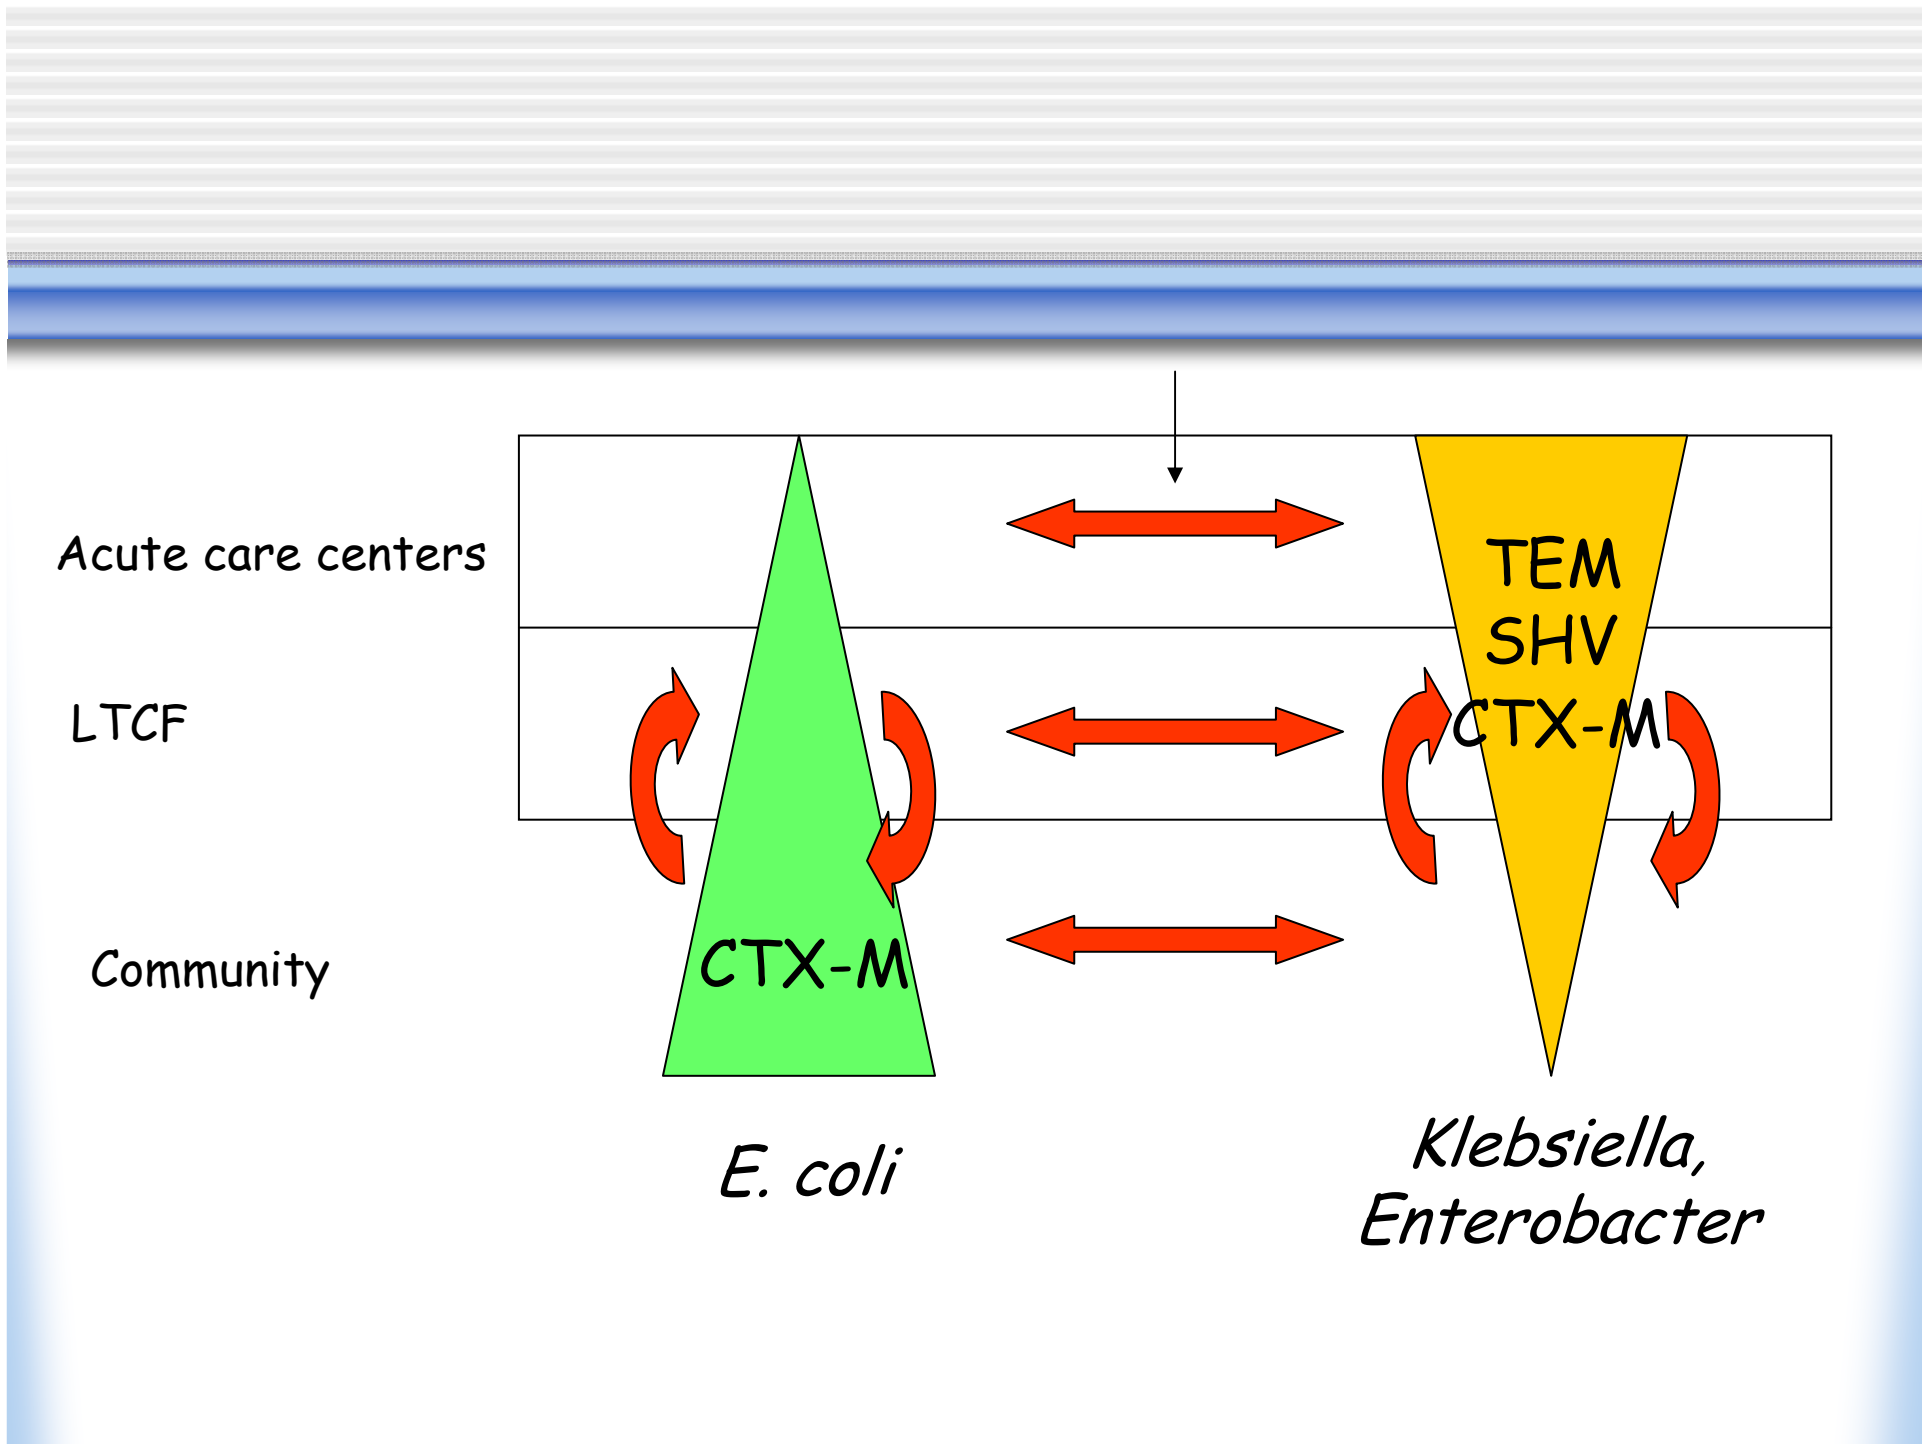 Acute care centers
TEM
SHV
LTCF
CTX-M
Community
CTX-M
E. coli
Klebsiella,
Enterobacter